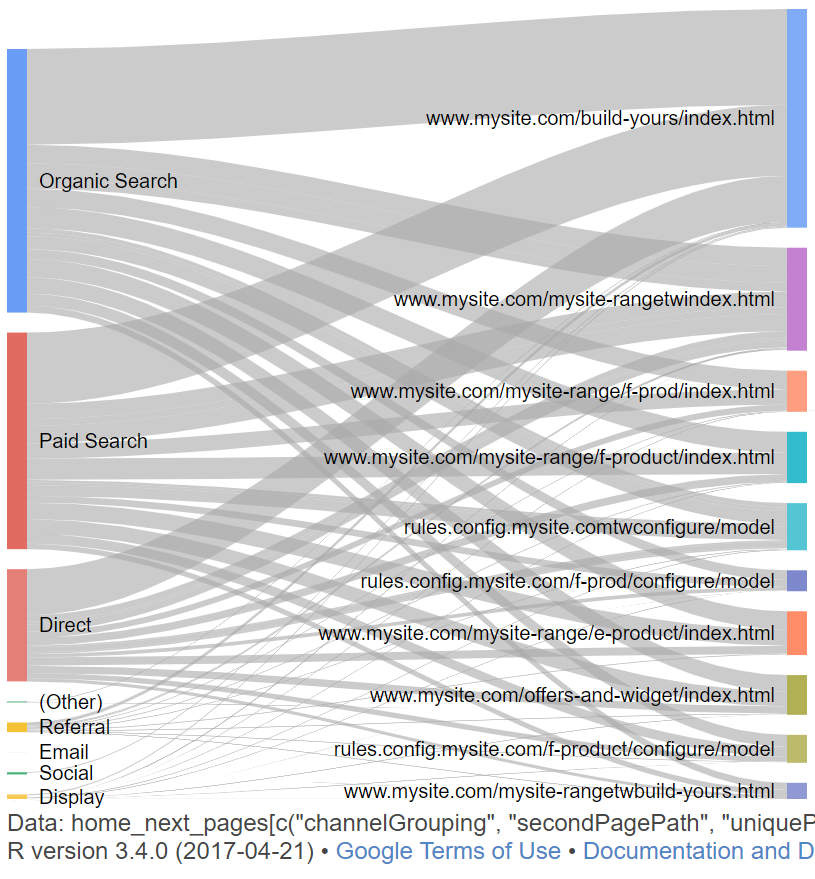 www.mysite.com/build-yours/index.html
Organic Search
www.mysite.com/mysite-rangetwindex.html
www.mysite.com/mysite-range/f-prod/index.html
Paid Search
www.mysite.com/mysite-range/f-product/index.html
rules.config.mysite.comtwconfigure/model
rules.config.mysite.com/f-prod/configure/model
Direct
www.mysite.com/mysite-range/e-product/index.html
www.mysite.com/offers-and-widget/index.html
(Other)
Referral
Email
rules.config.mysite.com/f-product/configure/model
Social
www.mysite.com/mysite-rangetwbuild-yours.html
Display
Data: home_next_pages[c("channelGrouping", "secondPagePath", "uniqueP
R version 3.4.0 (2017-04-21) • Google Terms of Use • Documentation and D